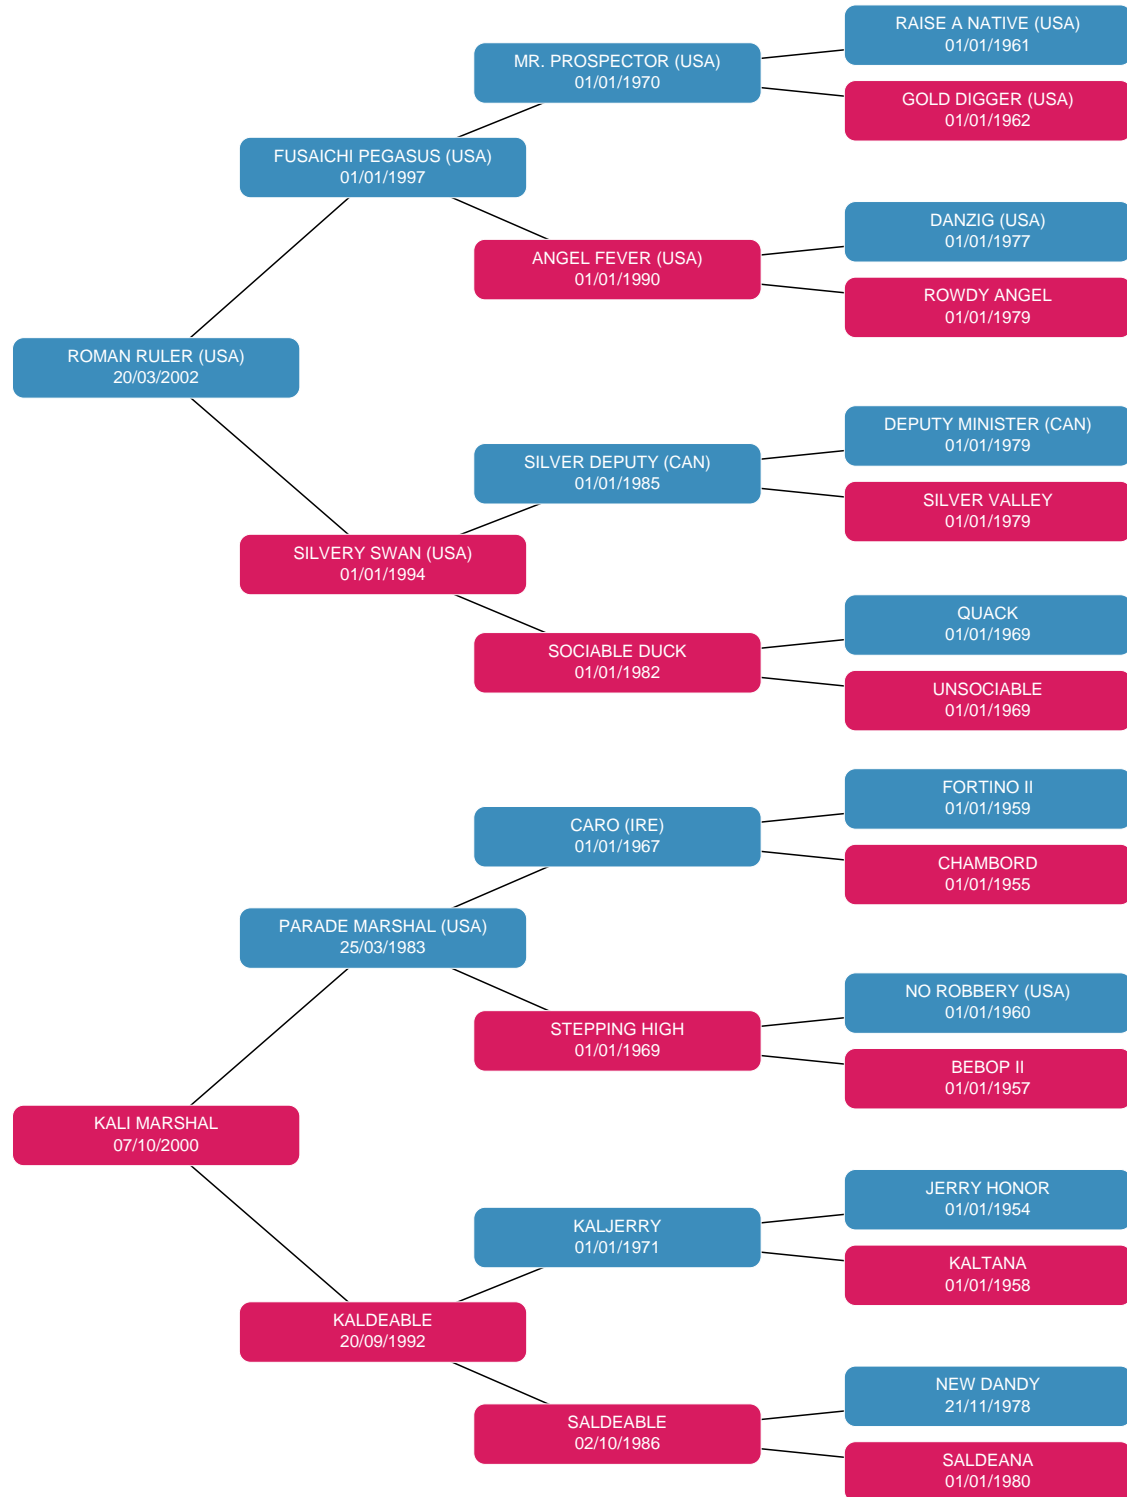 RAISE A NATIVE (USA)
01/01/1961
MR. PROSPECTOR (USA)
01/01/1970
GOLD DIGGER (USA)
01/01/1962
FUSAICHI PEGASUS (USA)
01/01/1997
DANZIG (USA)
01/01/1977
ANGEL FEVER (USA)
01/01/1990
ROWDY ANGEL
01/01/1979
ROMAN RULER (USA)
20/03/2002
DEPUTY MINISTER (CAN)
01/01/1979
SILVER DEPUTY (CAN)
01/01/1985
SILVER VALLEY
01/01/1979
SILVERY SWAN (USA)
01/01/1994
QUACK
01/01/1969
SOCIABLE DUCK
01/01/1982
UNSOCIABLE
01/01/1969
FORTINO II
01/01/1959
CARO (IRE)
01/01/1967
CHAMBORD
01/01/1955
PARADE MARSHAL (USA)
25/03/1983
NO ROBBERY (USA)
01/01/1960
STEPPING HIGH
01/01/1969
BEBOP II
01/01/1957
KALI MARSHAL
07/10/2000
JERRY HONOR
01/01/1954
KALJERRY
01/01/1971
KALTANA
01/01/1958
KALDEABLE
20/09/1992
NEW DANDY
21/11/1978
SALDEABLE
02/10/1986
SALDEANA
01/01/1980